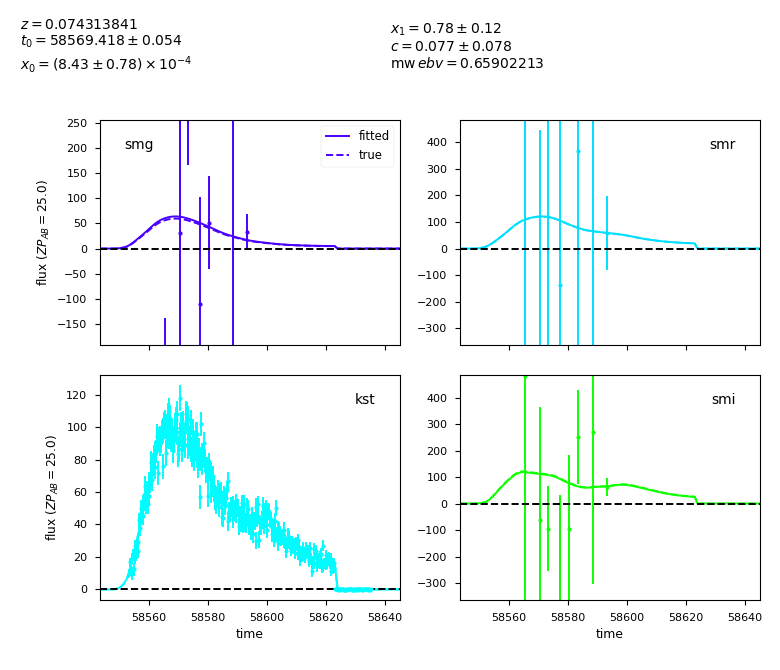 z = 0.074313841
t₀ = 58569.418 ± 0.054
x₀ = (8.43 ± 0.78) × 10⁻⁴
x₁ = 0.78 ± 0.12
c = 0.077 ± 0.078
mw ebv = 0.65902213
250
200
150
100
50
0
−50
−100
−150
flux (ZP_AB = 25.0)
smg
fitted
true
400
300
200
100
0
−100
−200
−300
smr
120
100
80
60
40
20
0
flux (ZP_AB = 25.0)
kst
58560
58580
58600
58620
58640
time
400
300
200
100
0
−100
−200
−300
smi
58560
58580
58600
58620
58640
time